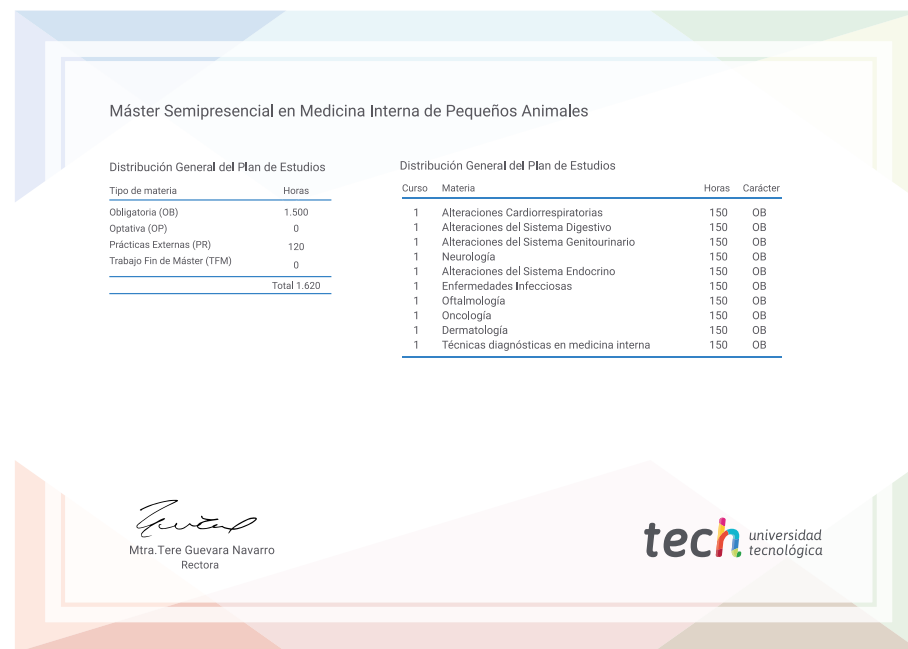 Máster Semipresencial en Medicina Interna de Pequeños Animales
Distribución General del Plan de Estudios
Tipo de materia Horas
Obligatoria (OB) 1.500
Optativa (OP) 0
Prácticas Externas (PR) 120
Trabajo Fin de Máster (TFM) 0
Total 1.620
Distribución General del Plan de Estudios
Curso Materia Horas Carácter
1 Alteraciones Cardiorrespiratorias 150 OB
1 Alteraciones del Sistema Digestivo 150 OB
1 Alteraciones del Sistema Genitourinario 150 OB
1 Neurología 150 OB
1 Alteraciones del Sistema Endocrino 150 OB
1 Enfermedades Infecciosas 150 OB
1 Oftalmología 150 OB
1 Oncología 150 OB
1 Dermatología 150 OB
1 Técnicas diagnósticas en medicina interna 150 OB
Mtra.Tere Guevara Navarro
Rectora
tech universidad
tecnológica